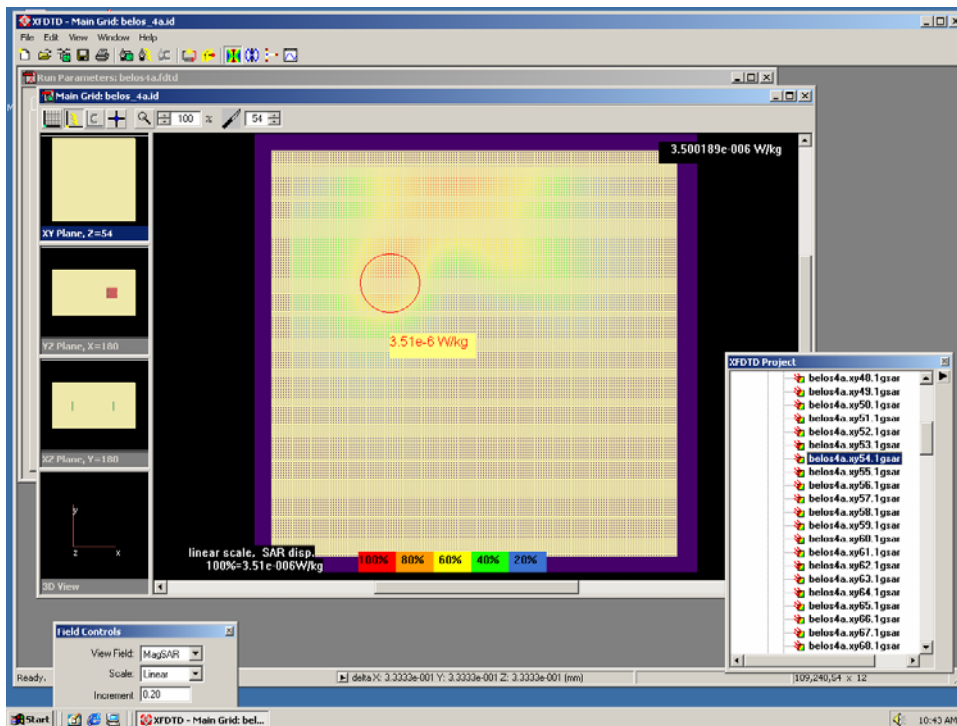 XFDTD - Main Grid: belos_4a.id
File Edit View Window Help
Run Parameters: belos4a.fdtd
Main Grid: belos_4a.id
100 % 54
3.500189e-006 W/kg
XY Plane, Z=54
YZ Plane, X=180
XZ Plane, Y=180
y
z x
3D View
3.51e-6 W/kg
linear scale, SAR disp.
100%=3.51e-006W/kg
100% 80% 60% 40% 20%
XFDTD Project
belos4a.xy48.1gsar
belos4a.xy49.1gsar
belos4a.xy50.1gsar
belos4a.xy51.1gsar
belos4a.xy52.1gsar
belos4a.xy53.1gsar
belos4a.xy54.1gsar
belos4a.xy55.1gsar
belos4a.xy56.1gsar
belos4a.xy57.1gsar
belos4a.xy58.1gsar
belos4a.xy59.1gsar
belos4a.xy60.1gsar
belos4a.xy61.1gsar
belos4a.xy62.1gsar
belos4a.xy63.1gsar
belos4a.xy64.1gsar
belos4a.xy65.1gsar
belos4a.xy66.1gsar
belos4a.xy67.1gsar
belos4a.xy68.1gsar
Field Controls
View Field: MagSAR
Scale: Linear
Increment 0.20
Ready.
delta X: 3.3333e-001 Y: 3.3333e-001 Z: 3.3333e-001 (mm)
109,240,54 x 12
Start
XFDTD - Main Grid: bel...
10:43 AM